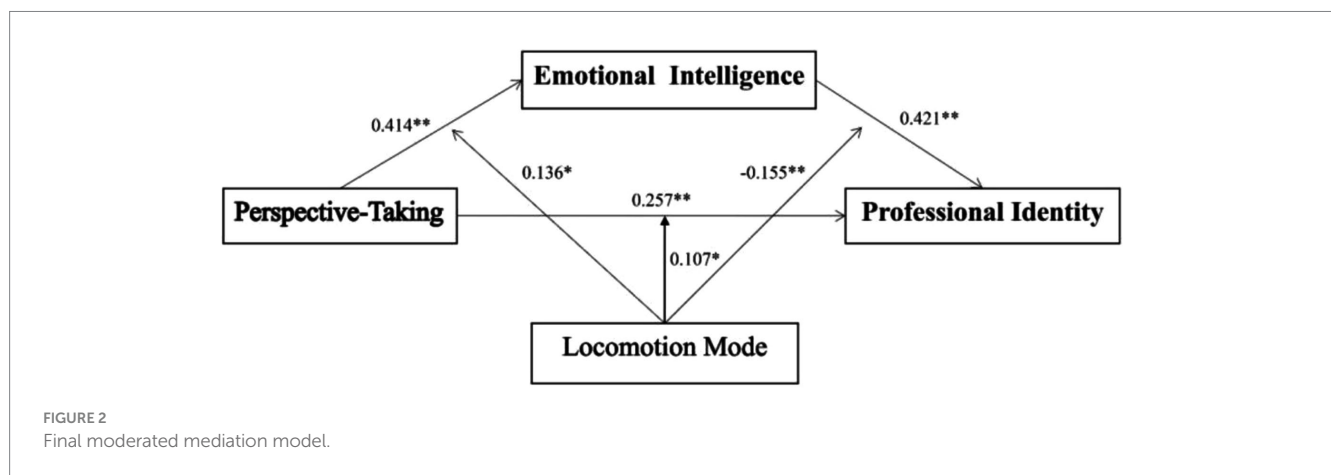 Emotional Intelligence
0.414**
0.421**
0.136*
-0.155**
Perspective-Taking
0.257**
Professional Identity
0.107*
Locomotion Mode
FIGURE 2
Final moderated mediation model.